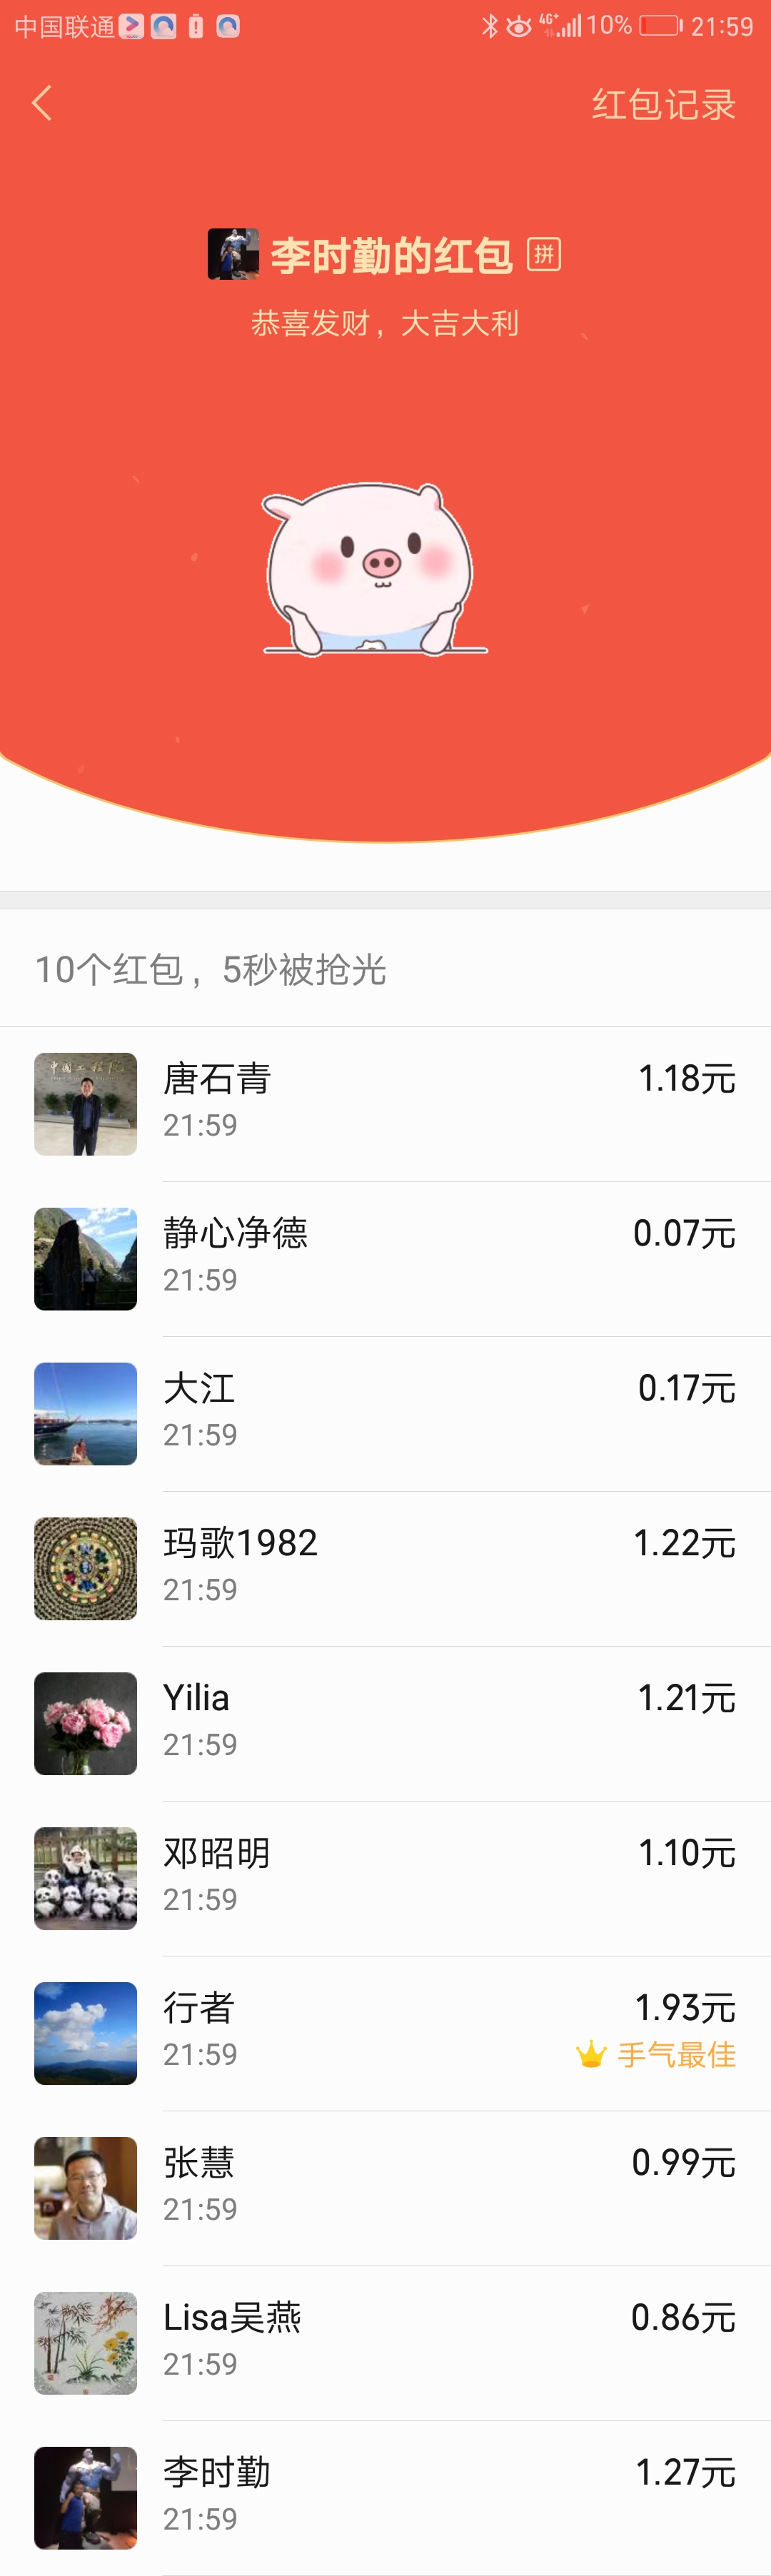 中国联通 4G+ 10% 21:59
红包记录
李时勤的红包 拼
恭喜发财，大吉大利
10个红包，5秒被抢光
唐石青 1.18元
21:59
静心净德 0.07元
21:59
大江 0.17元
21:59
玛歌1982 1.22元
21:59
Yilia 1.21元
21:59
邓昭明 1.10元
21:59
行者 1.93元
21:59 手气最佳
张慧 0.99元
21:59
Lisa吴燕 0.86元
21:59
李时勤 1.27元
21:59